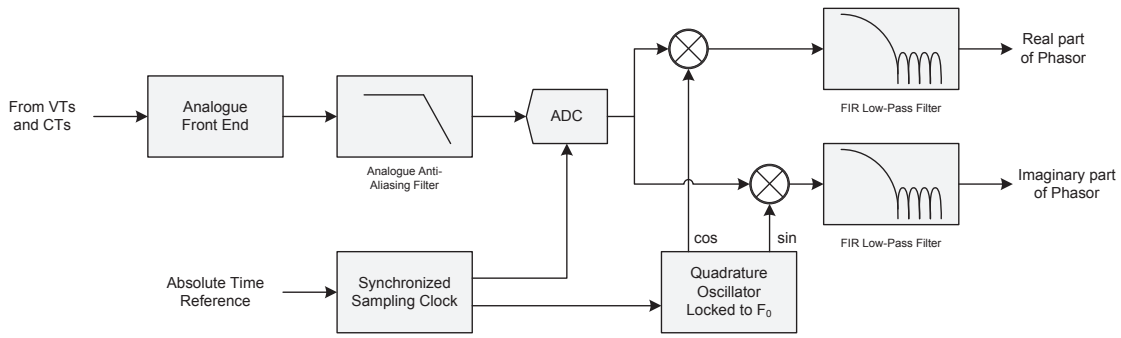 From VTs
and CTs
Analogue
Front End
Analogue Anti-
Aliasing Filter
ADC
FIR Low-Pass Filter
Real part
of Phasor
FIR Low-Pass Filter
Imaginary part
of Phasor
cos
sin
Absolute Time
Reference
Synchronized
Sampling Clock
Quadrature
Oscillator
Locked to F₀